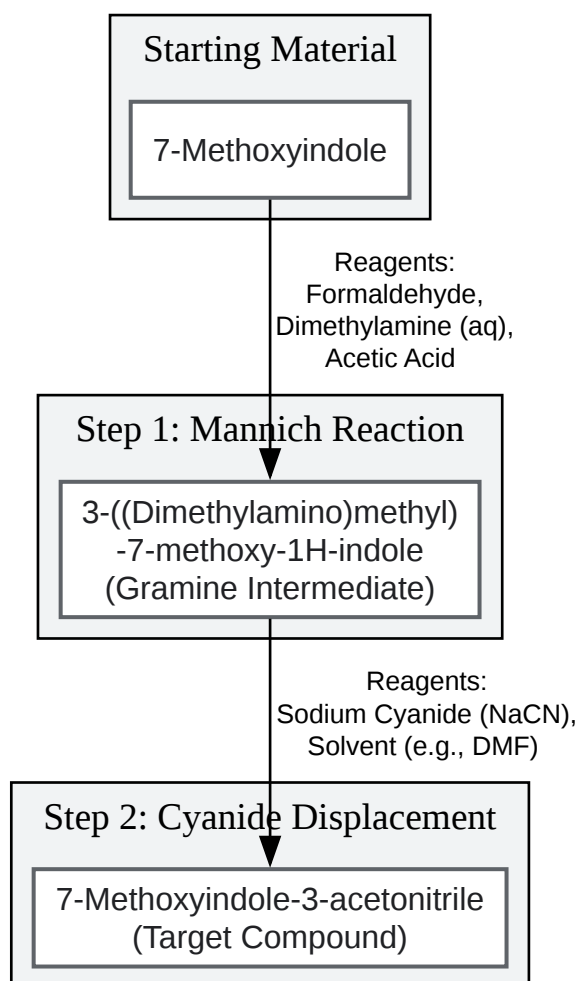 Starting Material
7-Methoxyindole
Reagents:
Formaldehyde,
Dimethylamine (aq),
Acetic Acid
Step 1: Mannich Reaction
3-((Dimethylamino)methyl)
-7-methoxy-1H-indole
(Gramine Intermediate)
Reagents:
Sodium Cyanide (NaCN),
Solvent (e.g., DMF)
Step 2: Cyanide Displacement
7-Methoxyindole-3-acetonitrile
(Target Compound)